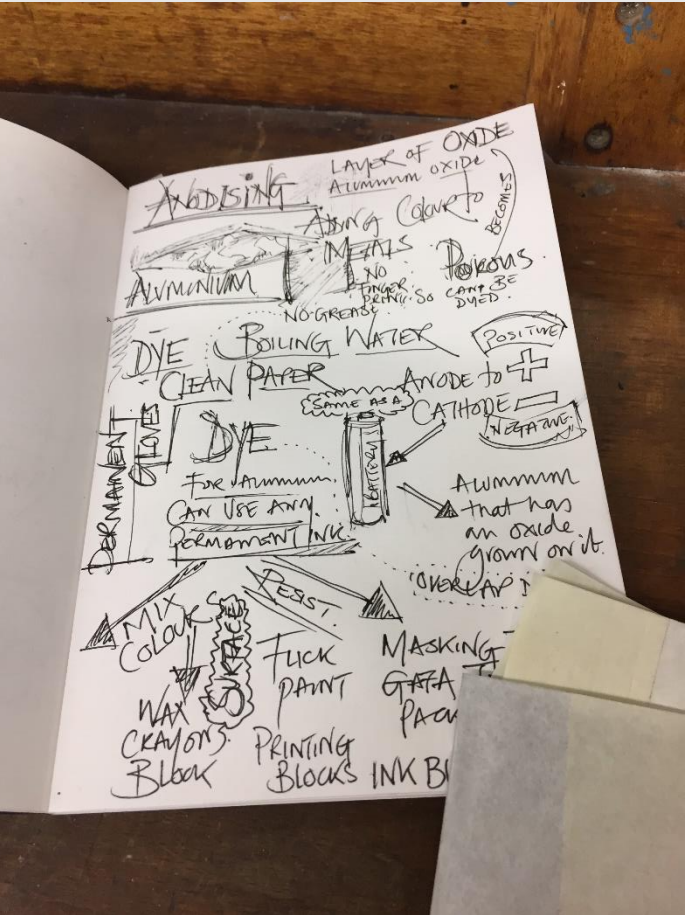 ANODISING
LAYER OF OXIDE
ALUMINIUM OXIDE
ADDING COLOUR to
METALS
BECOMES
POROUS.
SO CAN BE
DYED.
NO
FINGER
PRINTS.
NO GREASE
ALUMINIUM
DYE
BOILING WATER
CLEAN PAPER
POSITIVE
+
ANODE to
CATHODE -
NEGATIVE
SAME AS A
BATTERY
PERMANENT
GLOVES
DYE
FOR ALUMINIUM.
CAN USE ANY
PERMANENT INK.
ALUMINIUM
that has
an oxide
grown on it.
OVERLAP
MIX
COLOURS
SURFACE
RESIST.
WAX
CRAYONS.
BLOCK
FLICK
PAINT
PRINTING
BLOCKS
MASKING
INK